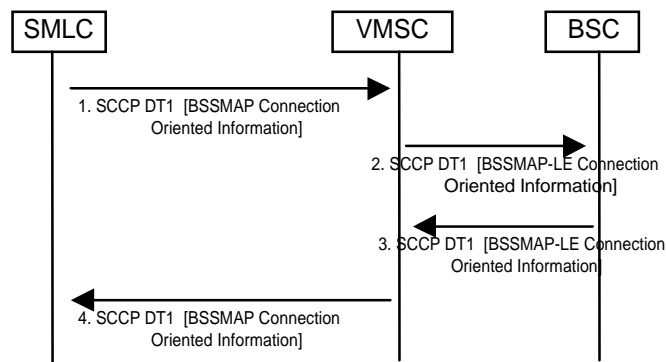 SMLC
VMSC
BSC
1. SCCP DT1 [BSSMAP Connection
Oriented Information]
2. SCCP DT1 [BSSMAP-LE Connection
Oriented Information]
3. SCCP DT1 [BSSMAP-LE Connection
Oriented Information]
4. SCCP DT1 [BSSMAP Connection
Oriented Information]